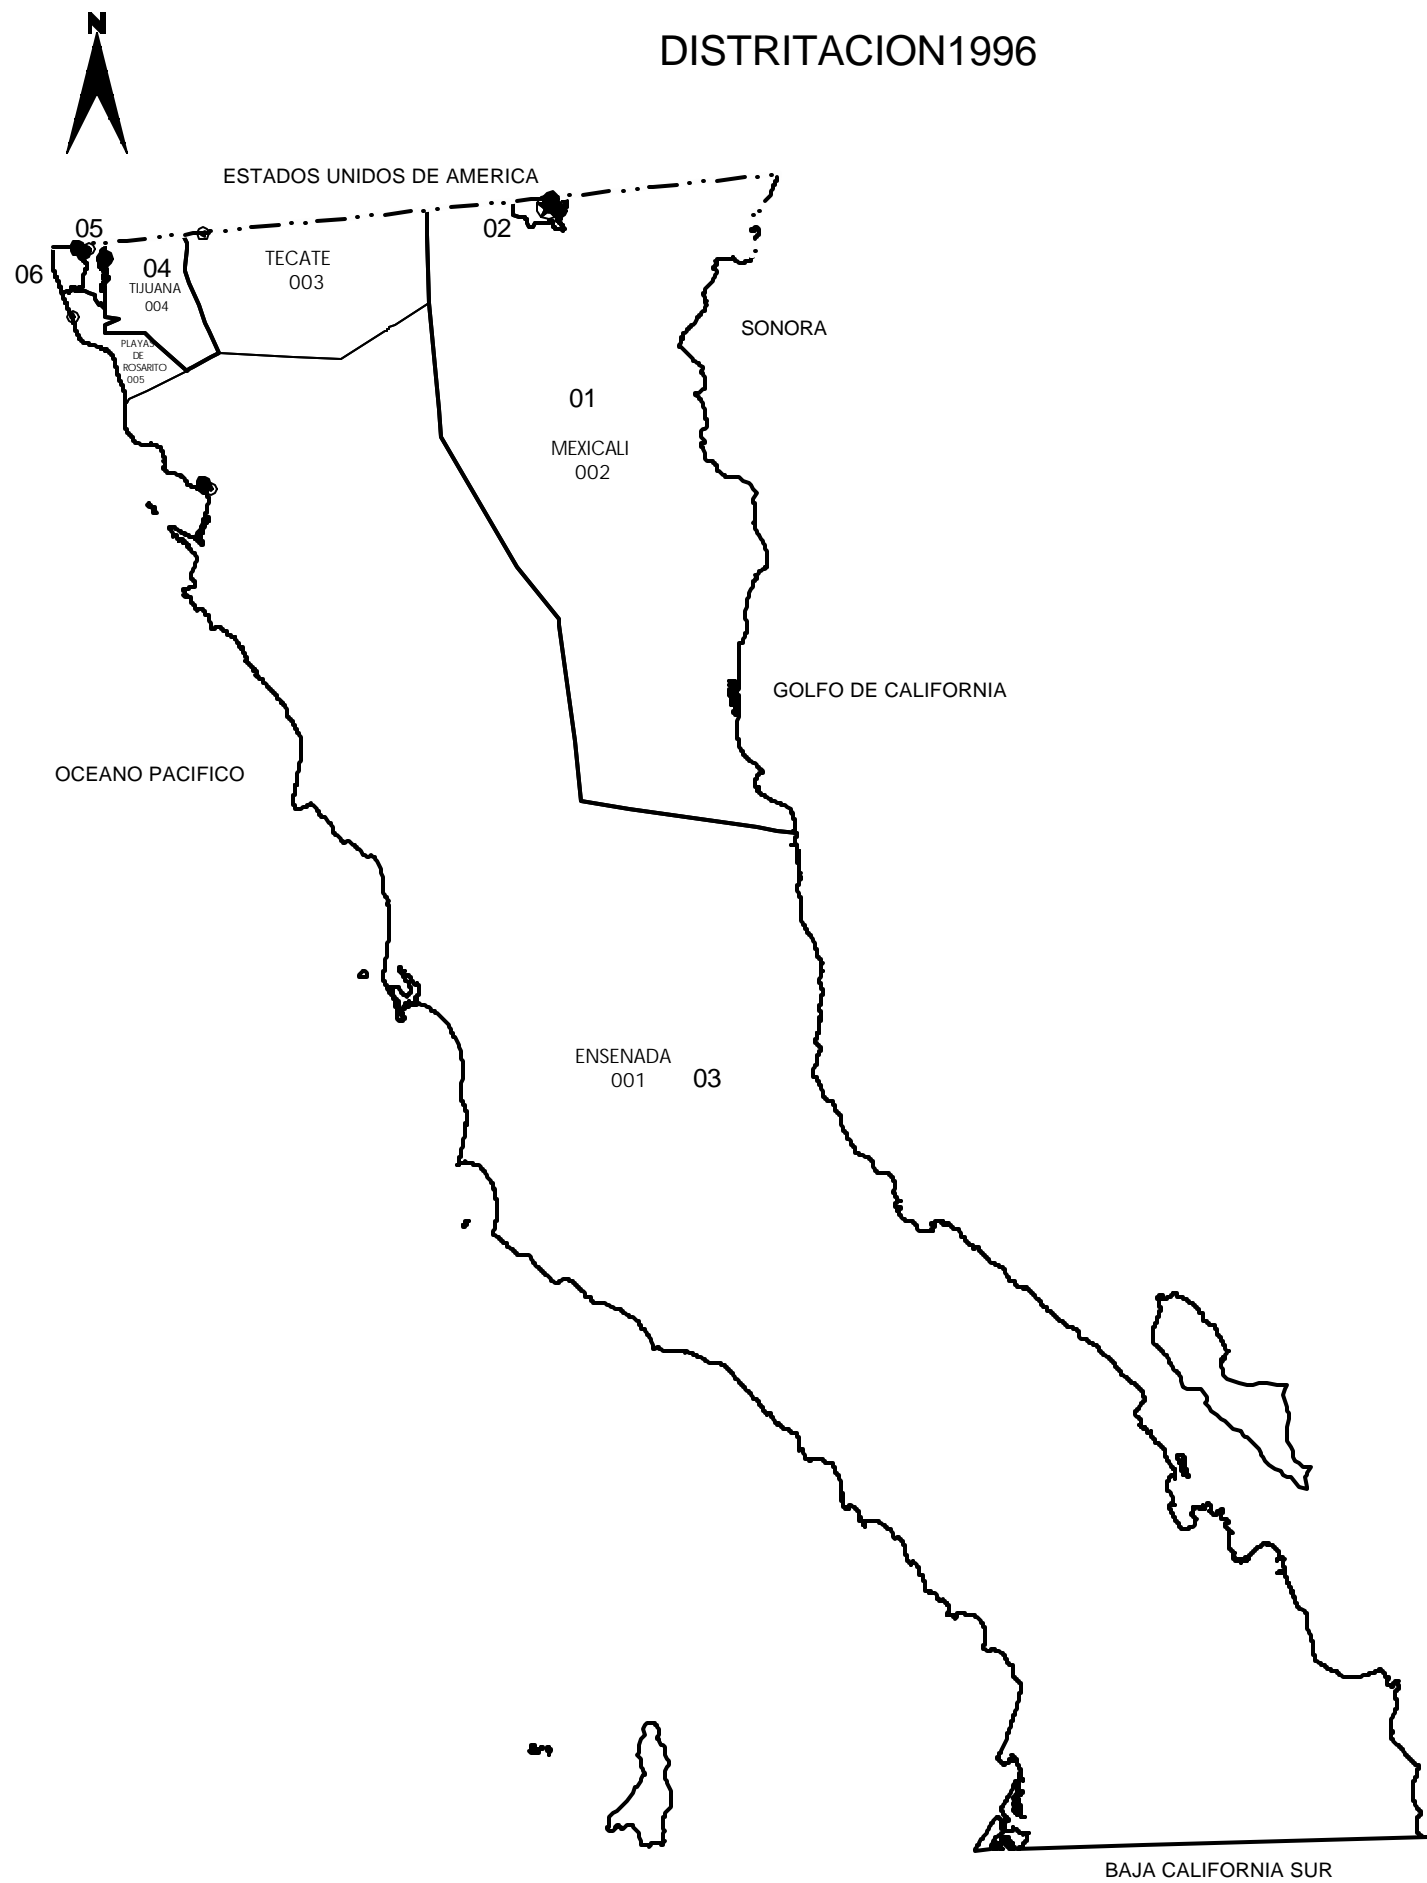 N
DISTRITACION1996
ESTADOS UNIDOS DE AMERICA
05
02
06
04
TIJUANA
004
TECATE
003
SONORA
PLAYAS
DE
ROSARITO
005
01
MEXICALI
002
GOLFO DE CALIFORNIA
OCEANO PACIFICO
ENSENADA
001
03
BAJA CALIFORNIA SUR